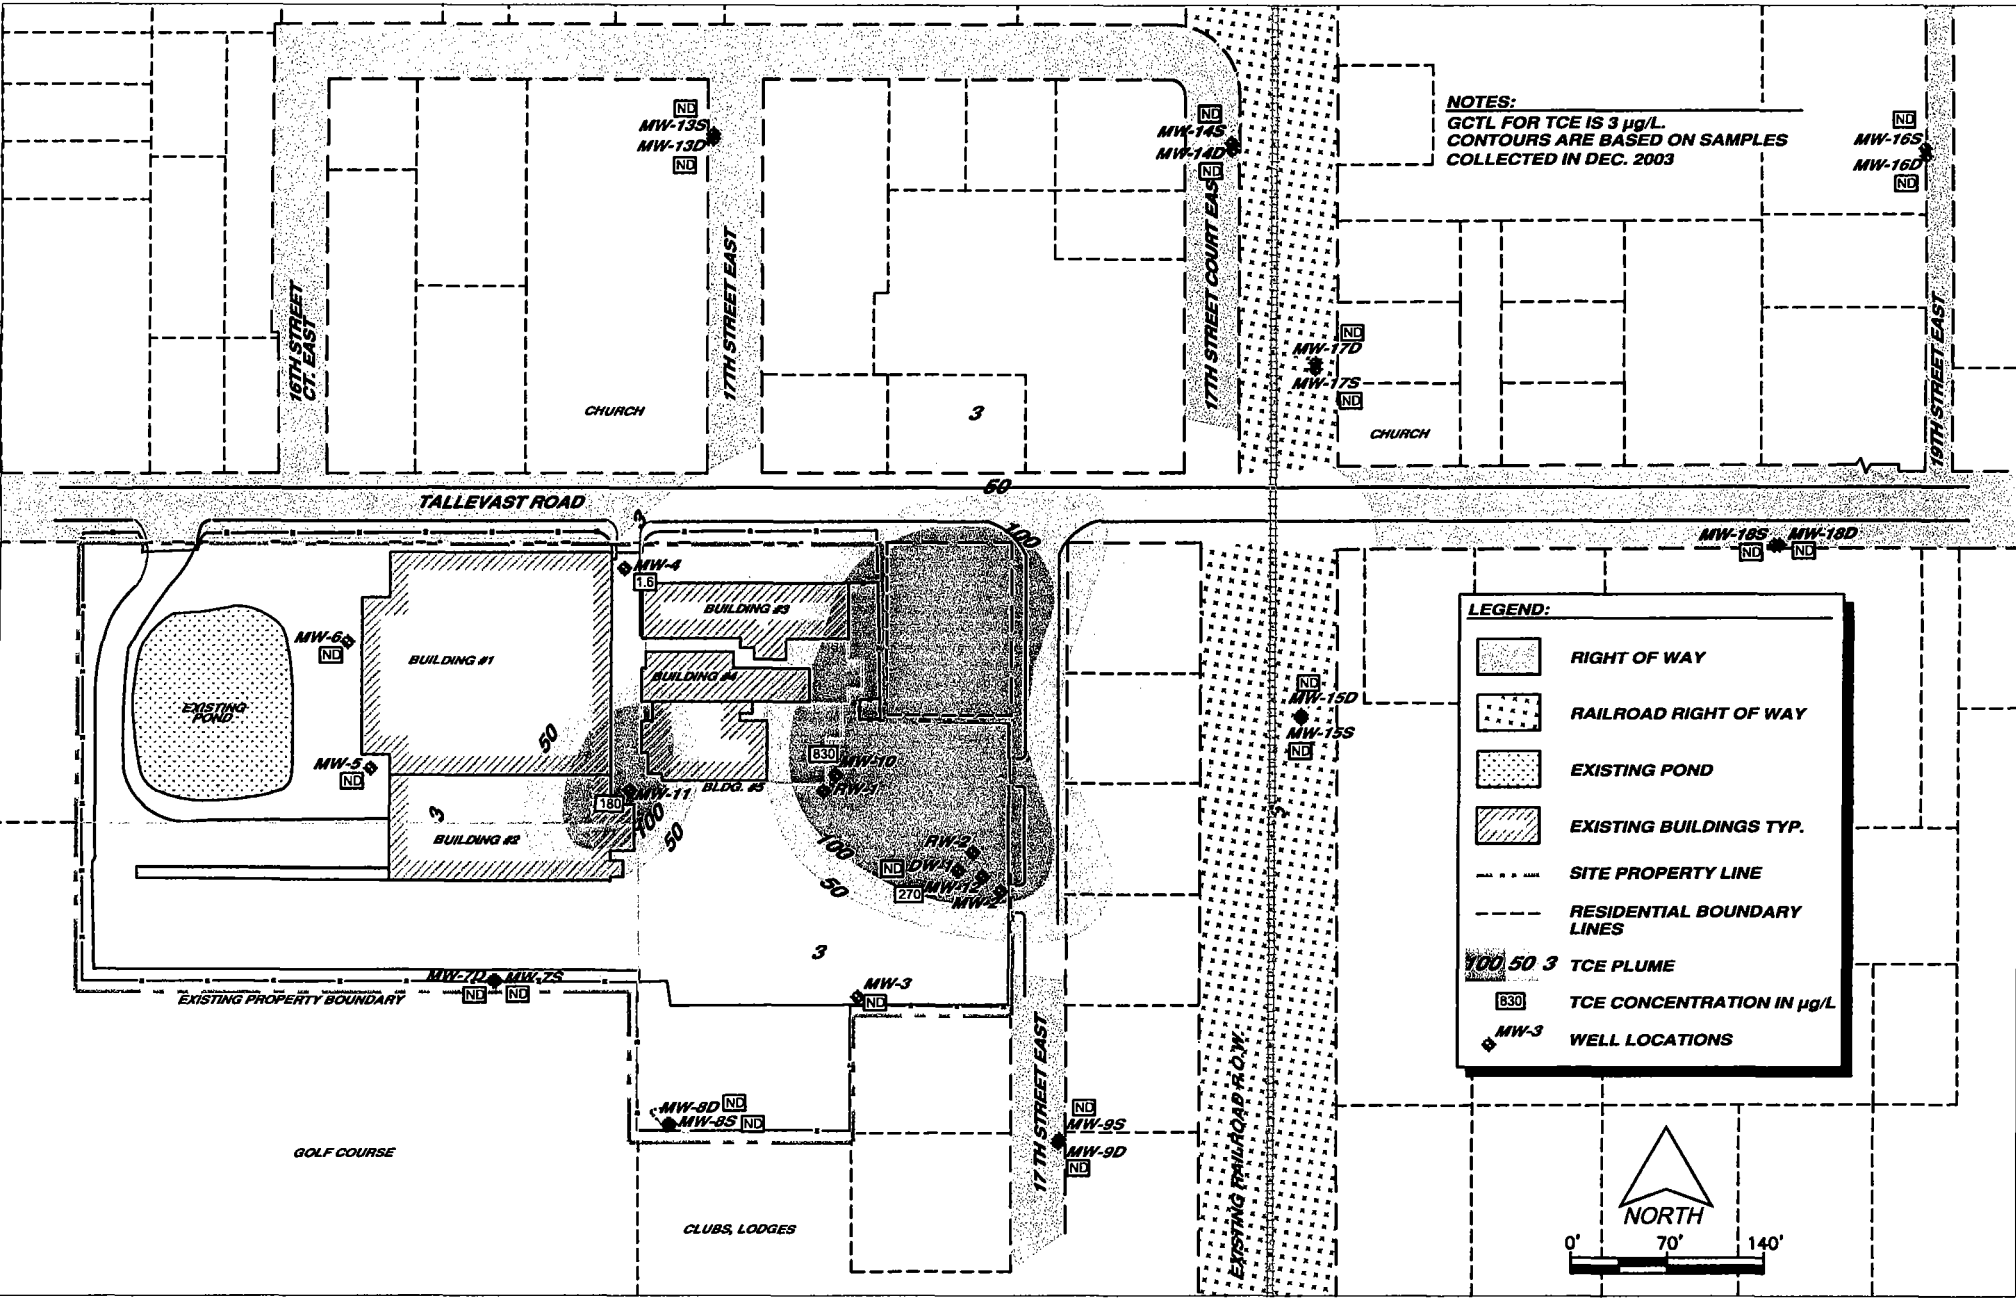 NOTES:
GCTL FOR TCE IS 3 µg/L.
CONTOURS ARE BASED ON SAMPLES
COLLECTED IN DEC. 2003
ND
MW-13S
MW-13D
ND
ND
MW-14S
MW-14D
ND
ND
MW-16S
MW-16D
ND
16TH STREET
CT. EAST
17TH STREET EAST
17TH STREET COURT EAST
19TH STREET EAST
ND
MW-17D
MW-17S
ND
CHURCH
3
CHURCH
TALLEVAST ROAD
50
3
100
MW-18S
MW-18D
ND
ND
MW-4
1.6
BUILDING #3
MW-6
ND
BUILDING #1
BUILDING #4
EXISTING
POND
50
MW-5
ND
830
MW-10
RW-1
BLDG. #5
MW-11
180
100
50
3
BUILDING #2
ND
MW-15D
MW-15S
ND
3
100
50
RW-2
ND
DW-1
MW-12
270
MW-2
3
MW-7D
MW-7S
ND
ND
EXISTING PROPERTY BOUNDARY
MW-3
ND
17TH STREET EAST
EXISTING RAILROAD R.O.W.
MW-8D
ND
MW-8S
ND
ND
MW-9S
MW-9D
ND
GOLF COURSE
CLUBS, LODGES
LEGEND:
RIGHT OF WAY
RAILROAD RIGHT OF WAY
EXISTING POND
EXISTING BUILDINGS TYP.
SITE PROPERTY LINE
RESIDENTIAL BOUNDARY
LINES
100 50 3 TCE PLUME
830 TCE CONCENTRATION IN µg/L
MW-3 WELL LOCATIONS
NORTH
0' 70' 140'